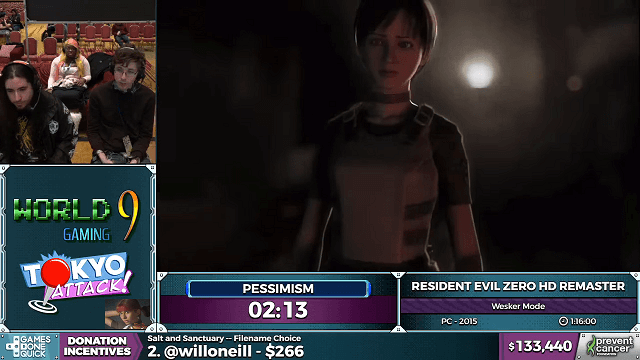 WORLD 9
GAMING
TOKYO
ATTACK!
PESSIMISM
02:13
RESIDENT EVIL ZERO HD REMASTER
Wesker Mode
PC - 2015
1:16:00
GAMES
DONE
QUICK
DONATION
INCENTIVES
Salt and Sanctuary -- Filename Choice
2. @willoneill - $266
$133,440
prevent
cancer